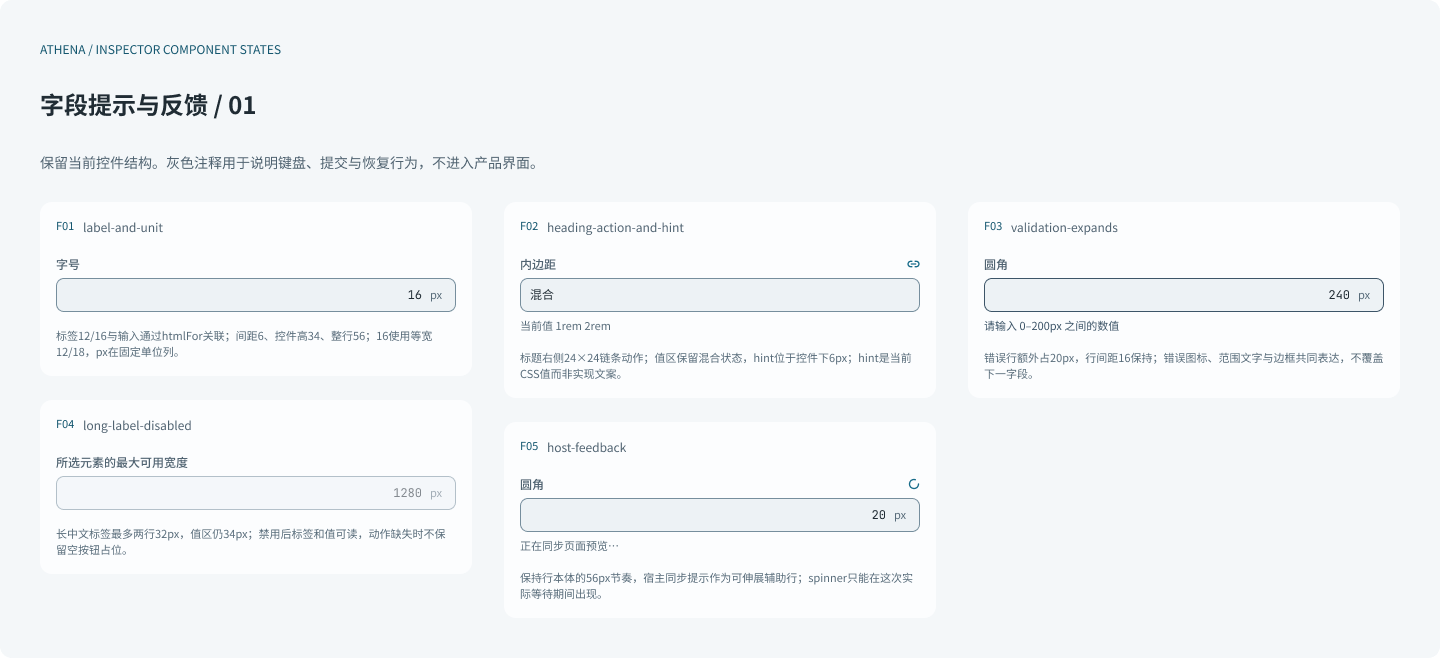 ATHENA / INSPECTOR COMPONENT STATES
字段提示与反馈 / 01
保留当前控件结构。灰色注释用于说明键盘、提交与恢复行为，不进入产品界面。
F01 label-and-unit
字号
16 px
标签12/16与输入通过htmlFor关联；间距6、控件高34、整行56；16使用等宽
12/18，px在固定单位列。
F02 heading-action-and-hint
内边距
混合
当前值 1rem 2rem
标题右侧24×24链条动作；值区保留混合状态，hint位于控件下6px；hint是当前
CSS值而非实现文案。
F03 validation-expands
圆角
240 px
请输入 0–200px 之间的数值
错误行额外占20px，行间距16保持；错误图标、范围文字与边框共同表达，不覆盖
下一字段。
F04 long-label-disabled
所选元素的最大可用宽度
1280 px
长中文标签最多两行32px，值区仍34px；禁用后标签和值可读，动作缺失时不保
留空按钮占位。
F05 host-feedback
圆角
20 px
正在同步页面预览…
保持行本体的56px节奏，宿主同步提示作为可伸展辅助行；spinner只能在这次实
际等待期间出现。